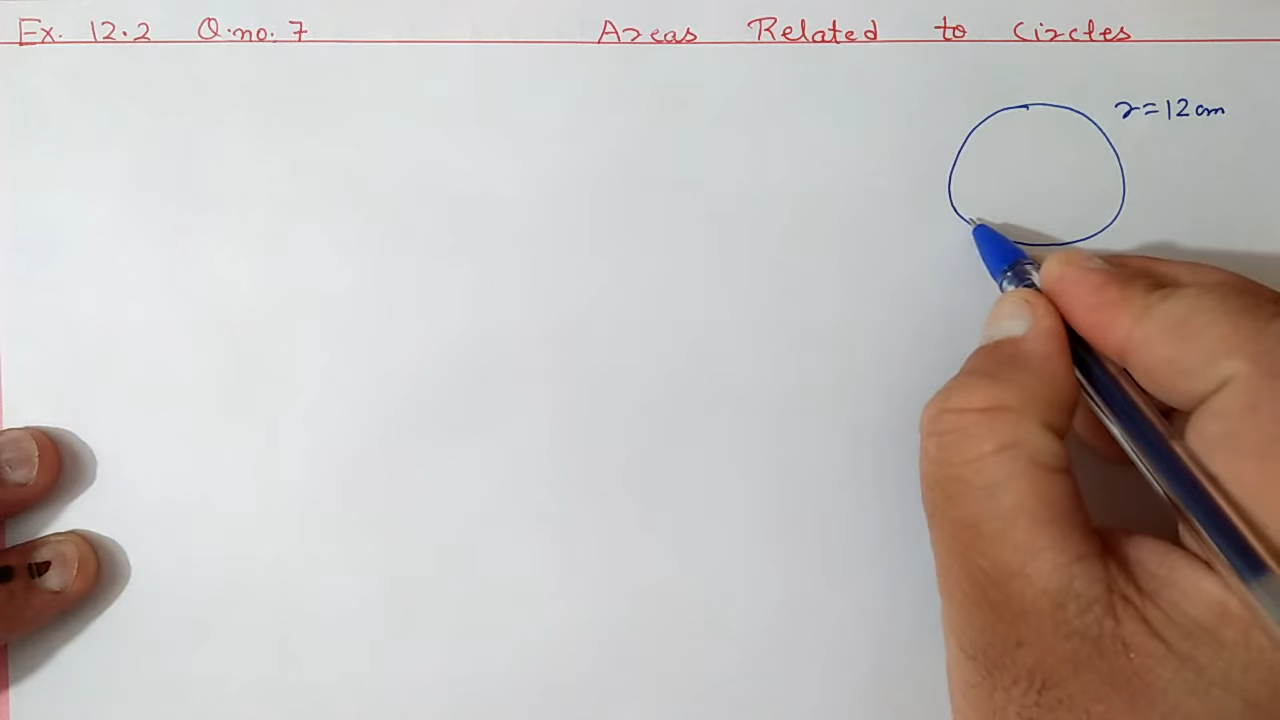 Ex. 12.2 Q.no. 7 Areas Related to Circles
r = 12 cm